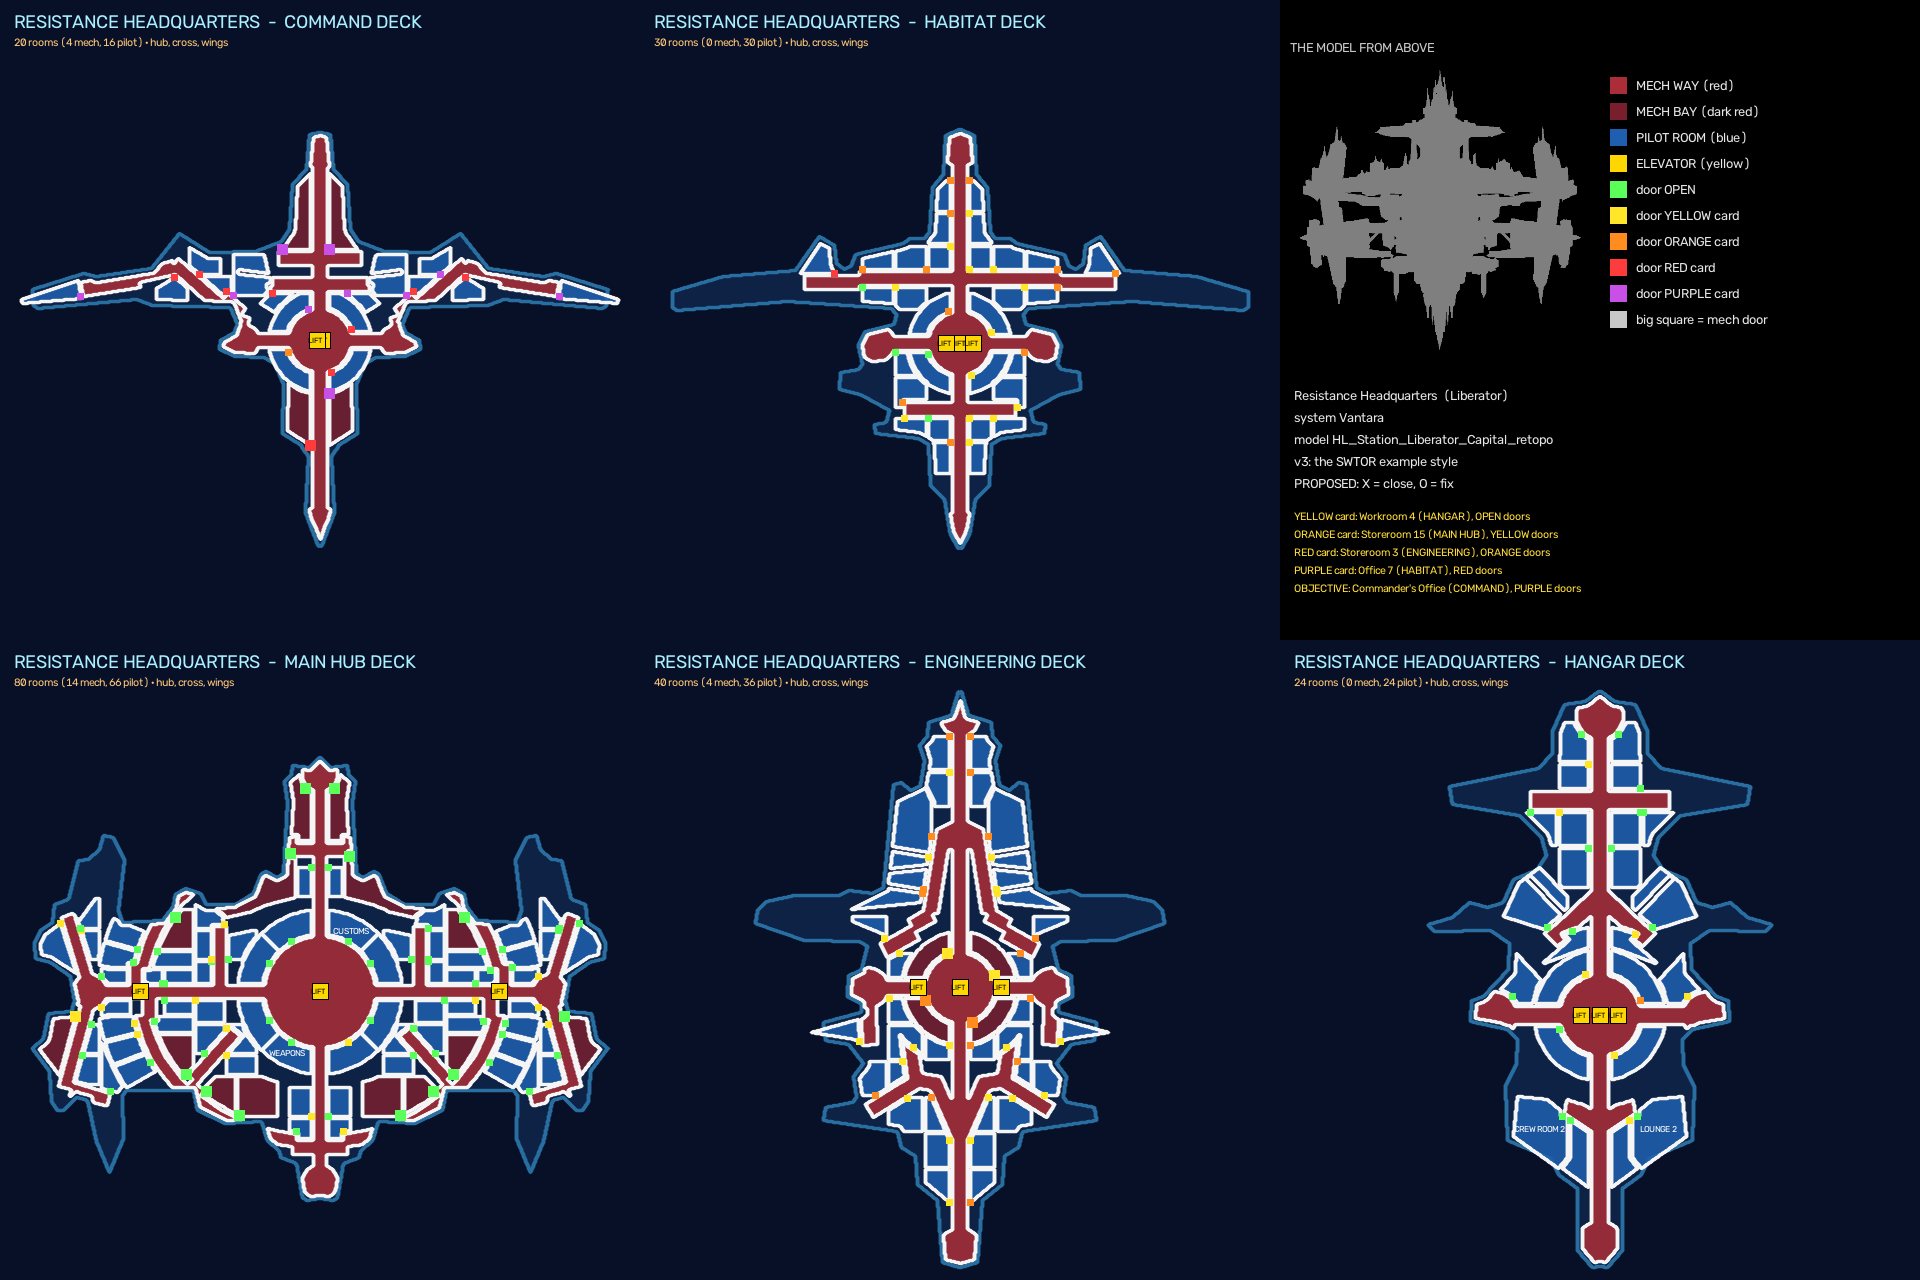 RESISTANCE HEADQUARTERS - COMMAND DECK
20 rooms (4 mech, 16 pilot) • hub, cross, wings
LIFT
RESISTANCE HEADQUARTERS - HABITAT DECK
30 rooms (0 mech, 30 pilot) • hub, cross, wings
LIFT
LIFT
THE MODEL FROM ABOVE
MECH WAY (red)
MECH BAY (dark red)
PILOT ROOM (blue)
ELEVATOR (yellow)
door OPEN
door YELLOW card
door ORANGE card
door RED card
door PURPLE card
big square = mech door
Resistance Headquarters (Liberator)
system Vantara
model HL_Station_Liberator_Capital_retopo
v3: the SWTOR example style
PROPOSED: X = close, O = fix
YELLOW card: Workroom 4 (HANGAR), OPEN doors
ORANGE card: Storeroom 15 (MAIN HUB), YELLOW doors
RED card: Storeroom 3 (ENGINEERING), ORANGE doors
PURPLE card: Office 7 (HABITAT), RED doors
OBJECTIVE: Commander's Office (COMMAND), PURPLE doors
RESISTANCE HEADQUARTERS - MAIN HUB DECK
80 rooms (14 mech, 66 pilot) • hub, cross, wings
CUSTOMS
LIFT
LIFT
LIFT
WEAPONS
RESISTANCE HEADQUARTERS - ENGINEERING DECK
40 rooms (4 mech, 36 pilot) • hub, cross, wings
LIFT
LIFT
LIFT
RESISTANCE HEADQUARTERS - HANGAR DECK
24 rooms (0 mech, 24 pilot) • hub, cross, wings
LIFT
LIFT
LIFT
CREW ROOM 2
LOUNGE 2